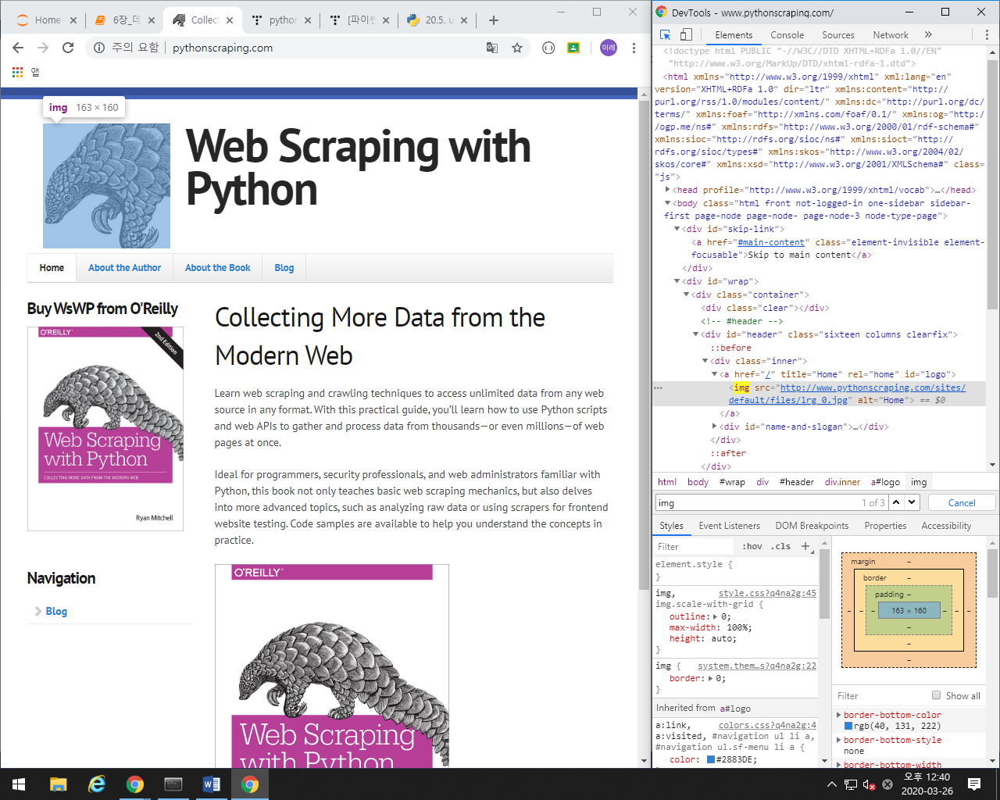 Home
6장_데
Collec
python
[파이썬
20.5. u
주의 요함
pythonscraping.com
이레
앱
img 163 × 160
Web Scraping with
Python
Home
About the Author
About the Book
Blog
Buy WsWP from O'Reilly
O'REILLY
2nd Edition
Web Scraping
with Python
COLLECTING MORE DATA FROM THE MODERN WEB
Ryan Mitchell
Navigation
Blog
Collecting More Data from the
Modern Web
Learn web scraping and crawling techniques to access unlimited data from any web
source in any format. With this practical guide, you'll learn how to use Python scripts
and web APIs to gather and process data from thousands—or even millions—of web
pages at once.
Ideal for programmers, security professionals, and web administrators familiar with
Python, this book not only teaches basic web scraping mechanics, but also delves
into more advanced topics, such as analyzing raw data or using scrapers for frontend
website testing. Code samples are available to help you understand the concepts in
practice.
O'REILLY
Web Scraping
with Python
DevTools - www.pythonscraping.com/
Elements Console Sources Network »
<!doctype html PUBLIC "-//W3C//DTD XHTML+RDFa 1.0//EN"
"http://www.w3.org/MarkUp/DTD/xhtml-rdfa-1.dtd">
<html xmlns="http://www.w3.org/1999/xhtml" xml:lang="en"
version="XHTML+RDFa 1.0" dir="ltr" xmlns:content="http://
purl.org/rss/1.0/modules/content/" xmlns:dc="http://purl.org/dc/
terms/" xmlns:foaf="http://xmlns.com/foaf/0.1/" xmlns:og="http:/
/ogp.me/ns#" xmlns:rdfs="http://www.w3.org/2000/01/rdf-schema#"
xmlns:sioc="http://rdfs.org/sioc/ns#" xmlns:sioct="http://
rdfs.org/sioc/types#" xmlns:skos="http://www.w3.org/2004/02/
skos/core#" xmlns:xsd="http://www.w3.org/2001/XMLSchema#" class=
"js">
<head profile="http://www.w3.org/1999/xhtml/vocab">…</head>
<body class="html front not-logged-in one-sidebar sidebar-
first page-node page-node- page-node-3 node-type-page">
<div id="skip-link">
<a href="#main-content" class="element-invisible element-
focusable">Skip to main content</a>
</div>
<div id="wrap">
<div class="container">
<div class="clear"></div>
<!-- #header -->
<div id="header" class="sixteen columns clearfix">
::before
<div class="inner">
<a href="/" title="Home" rel="home" id="logo">
<img src="http://www.pythonscraping.com/sites/
default/files/lrg_0.jpg" alt="Home"> == $0
</a>
<div id="name-and-slogan">…</div>
</div>
::after
</div>
html body #wrap div #header div.inner a#logo img
img 1 of 3 Cancel
Styles Event Listeners DOM Breakpoints Properties Accessibility
Filter :hov .cls +
element.style {
}
img, style.css?q4na2g:45
img.scale-with-grid {
outline: 0;
max-width: 100%;
height: auto;
}
img { system.them…s?q4na2g:22
border: 0;
}
Inherited from a#logo
a:link, colors.css?q4na2g:4
a:visited, #navigation ul li a,
#navigation ul.sf-menu li a {
color: #2883DE;
margin –
border –
padding –
– – – 163 × 160 – – –
–
–
–
Filter Show all
border-bottom-color
rgb(40, 131, 222)
border-bottom-style
none
border-bottom-width
오후 12:40
2020-03-26